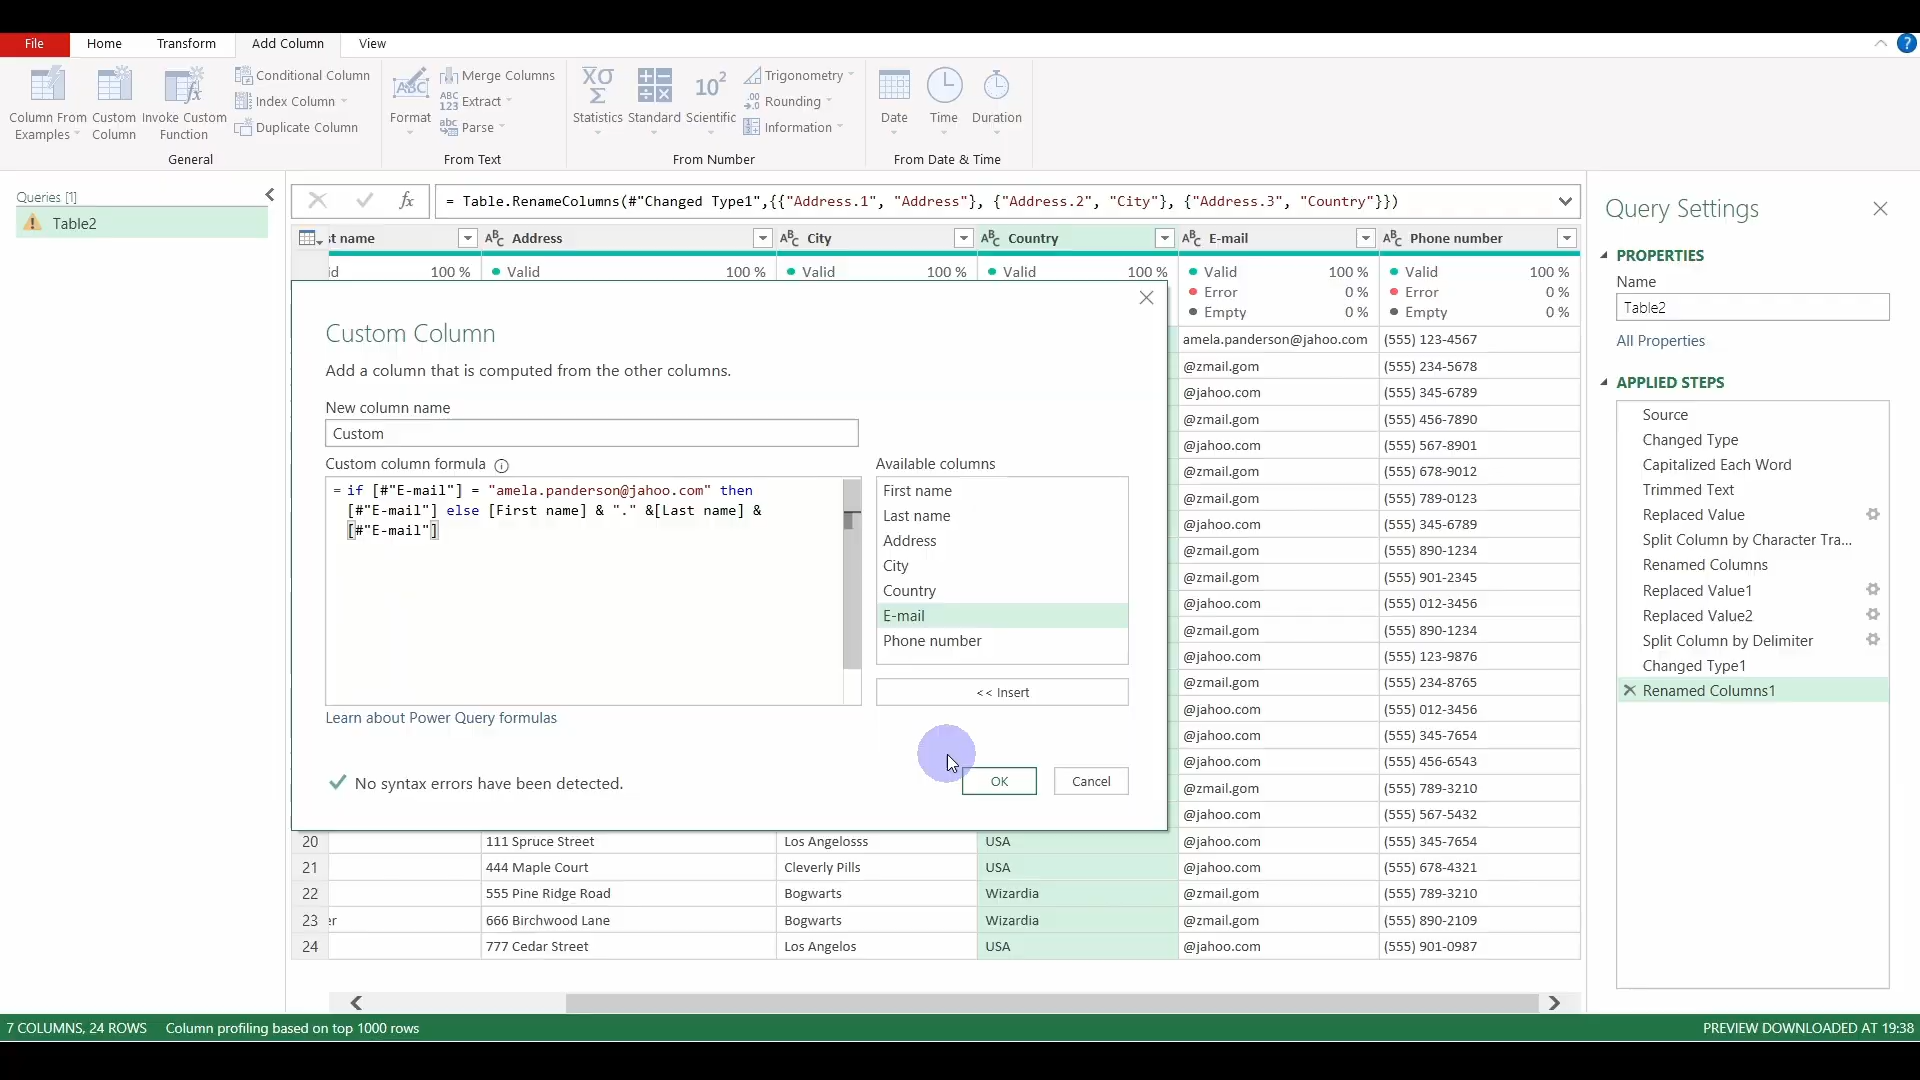 File Home Transform Add Column View
?
Column From Examples
Custom Column
Invoke Custom Function
Conditional Column
Index Column
Duplicate Column
General
ABC
Format
Merge Columns
ABC 123 Extract
abc Parse
From Text
XΣ Statistics
Standard
10² Scientific
Trigonometry
.00 .0 Rounding
Information
From Number
Date
Time
Duration
From Date & Time
Queries [1]
Table2
fx
= Table.RenameColumns(#"Changed Type1",{{"Address.1", "Address"}, {"Address.2", "City"}, {"Address.3", "Country"}})
st name ABC Address ABC City ABC Country ABC E-mail ABC Phone number
id 100 % Valid 100 % Valid 100 % Valid 100 % Valid 100 % Valid 100 %
Error 0 % Error 0 %
Empty 0 % Empty 0 %
amela.panderson@jahoo.com (555) 123-4567
@zmail.gom (555) 234-5678
@jahoo.com (555) 345-6789
@zmail.gom (555) 456-7890
@jahoo.com (555) 567-8901
@zmail.gom (555) 678-9012
@zmail.gom (555) 789-0123
@jahoo.com (555) 345-6789
@zmail.gom (555) 890-1234
@zmail.gom (555) 901-2345
@jahoo.com (555) 012-3456
@zmail.gom (555) 890-1234
@jahoo.com (555) 123-9876
@zmail.gom (555) 234-8765
@jahoo.com (555) 012-3456
@jahoo.com (555) 345-7654
@jahoo.com (555) 456-6543
@zmail.gom (555) 789-3210
@jahoo.com (555) 567-5432
20 111 Spruce Street Los Angelosss USA @jahoo.com (555) 345-7654
21 444 Maple Court Cleverly Pills USA @jahoo.com (555) 678-4321
22 555 Pine Ridge Road Bogwarts Wizardia @zmail.gom (555) 789-3210
23 er 666 Birchwood Lane Bogwarts Wizardia @zmail.gom (555) 890-2109
24 777 Cedar Street Los Angelos USA @jahoo.com (555) 901-0987
Custom Column
Add a column that is computed from the other columns.
New column name
Custom
Custom column formula
= if [#"E-mail"] = "amela.panderson@jahoo.com" then
[#"E-mail"] else [First name] & "." &[Last name] &
[#"E-mail"]
Available columns
First name
Last name
Address
City
Country
E-mail
Phone number
<< Insert
Learn about Power Query formulas
No syntax errors have been detected.
OK Cancel
Query Settings
PROPERTIES
Name
Table2
All Properties
APPLIED STEPS
Source
Changed Type
Capitalized Each Word
Trimmed Text
Replaced Value
Split Column by Character Tra...
Renamed Columns
Replaced Value1
Replaced Value2
Split Column by Delimiter
Changed Type1
Renamed Columns1
7 COLUMNS, 24 ROWS Column profiling based on top 1000 rows PREVIEW DOWNLOADED AT 19:38